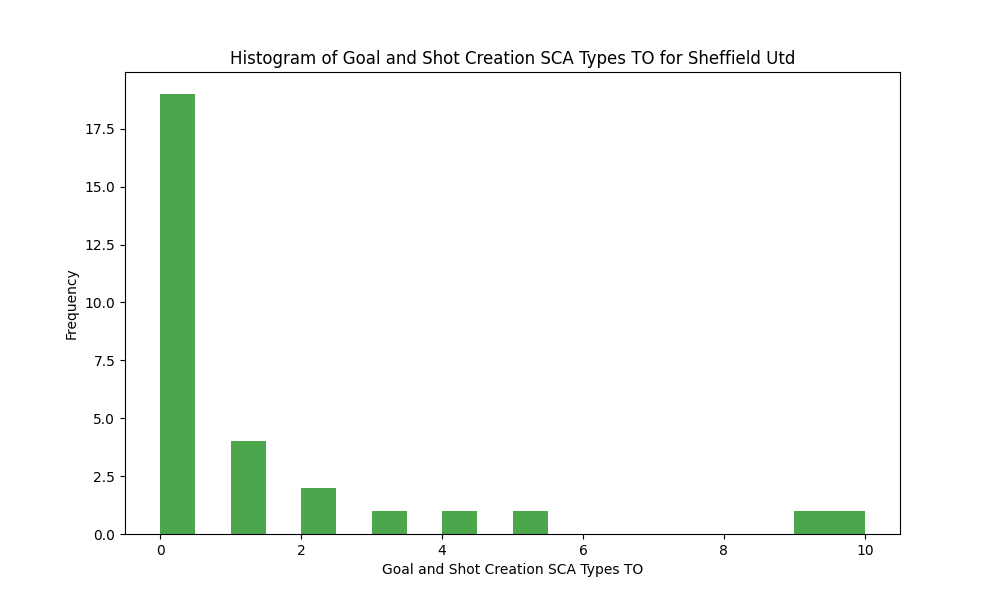 Histogram of Goal and Shot Creation SCA Types TO for Sheffield Utd
17.5
15.0
12.5
10.0
7.5
5.0
2.5
0.0
Frequency
0 2 4 6 8 10
Goal and Shot Creation SCA Types TO